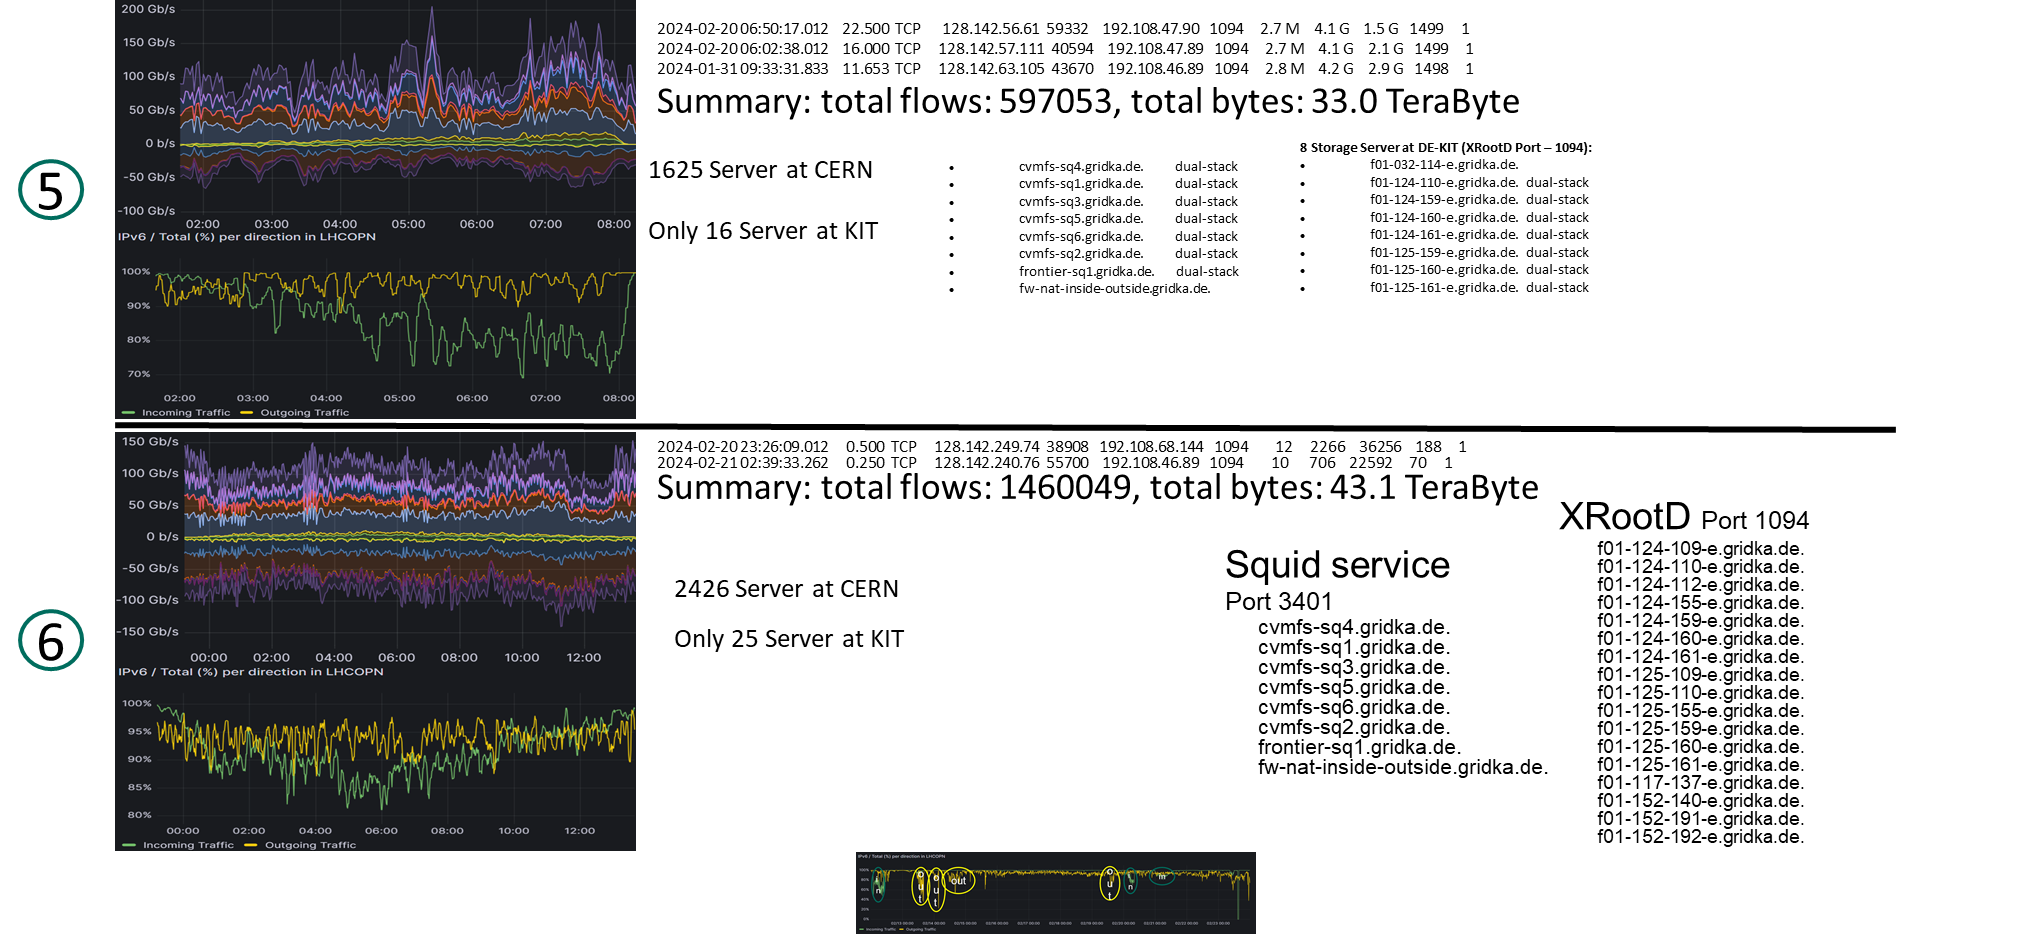 200 Gb/s
150 Gb/s
100 Gb/s
50 Gb/s
0 b/s
-50 Gb/s
-100 Gb/s
02:00 03:00 04:00 05:00 06:00 07:00 08:00
IPv6 / Total (%) per direction in LHCOPN
100%
90%
80%
70%
02:00 03:00 04:00 05:00 06:00 07:00 08:00
Incoming Traffic Outgoing Traffic
5
2024-02-20 06:50:17.012 22.500 TCP 128.142.56.61 59332 192.108.47.90 1094 2.7 M 4.1 G 1.5 G 1499 1
2024-02-20 06:02:38.012 16.000 TCP 128.142.57.111 40594 192.108.47.89 1094 2.7 M 4.1 G 2.1 G 1499 1
2024-01-31 09:33:31.833 11.653 TCP 128.142.63.105 43670 192.108.46.89 1094 2.8 M 4.2 G 2.9 G 1498 1
Summary: total flows: 597053, total bytes: 33.0 TeraByte
1625 Server at CERN
Only 16 Server at KIT
• cvmfs-sq4.gridka.de. dual-stack
• cvmfs-sq1.gridka.de. dual-stack
• cvmfs-sq3.gridka.de. dual-stack
• cvmfs-sq5.gridka.de. dual-stack
• cvmfs-sq6.gridka.de. dual-stack
• cvmfs-sq2.gridka.de. dual-stack
• frontier-sq1.gridka.de. dual-stack
• fw-nat-inside-outside.gridka.de.
8 Storage Server at DE-KIT (XRootD Port – 1094):
• f01-032-114-e.gridka.de.
• f01-124-110-e.gridka.de. dual-stack
• f01-124-159-e.gridka.de. dual-stack
• f01-124-160-e.gridka.de. dual-stack
• f01-124-161-e.gridka.de. dual-stack
• f01-125-159-e.gridka.de. dual-stack
• f01-125-160-e.gridka.de. dual-stack
• f01-125-161-e.gridka.de. dual-stack
150 Gb/s
100 Gb/s
50 Gb/s
0 b/s
-50 Gb/s
-100 Gb/s
-150 Gb/s
00:00 02:00 04:00 06:00 08:00 10:00 12:00
IPv6 / Total (%) per direction in LHCOPN
100%
95%
90%
85%
80%
00:00 02:00 04:00 06:00 08:00 10:00 12:00
Incoming Traffic Outgoing Traffic
6
2024-02-20 23:26:09.012 0.500 TCP 128.142.249.74 38908 192.108.68.144 1094 12 2266 36256 188 1
2024-02-21 02:39:33.262 0.250 TCP 128.142.240.76 55700 192.108.46.89 1094 10 706 22592 70 1
Summary: total flows: 1460049, total bytes: 43.1 TeraByte
2426 Server at CERN
Only 25 Server at KIT
Squid service
Port 3401
cvmfs-sq4.gridka.de.
cvmfs-sq1.gridka.de.
cvmfs-sq3.gridka.de.
cvmfs-sq5.gridka.de.
cvmfs-sq6.gridka.de.
cvmfs-sq2.gridka.de.
frontier-sq1.gridka.de.
fw-nat-inside-outside.gridka.de.
XRootD Port 1094
f01-124-109-e.gridka.de.
f01-124-110-e.gridka.de.
f01-124-112-e.gridka.de.
f01-124-155-e.gridka.de.
f01-124-159-e.gridka.de.
f01-124-160-e.gridka.de.
f01-124-161-e.gridka.de.
f01-125-109-e.gridka.de.
f01-125-110-e.gridka.de.
f01-125-155-e.gridka.de.
f01-125-159-e.gridka.de.
f01-125-160-e.gridka.de.
f01-125-161-e.gridka.de.
f01-117-137-e.gridka.de.
f01-152-140-e.gridka.de.
f01-152-191-e.gridka.de.
f01-152-192-e.gridka.de.
IPv6 / Total (%) per direction in LHCOPN
in out out out out in in
Incoming Traffic Outgoing Traffic